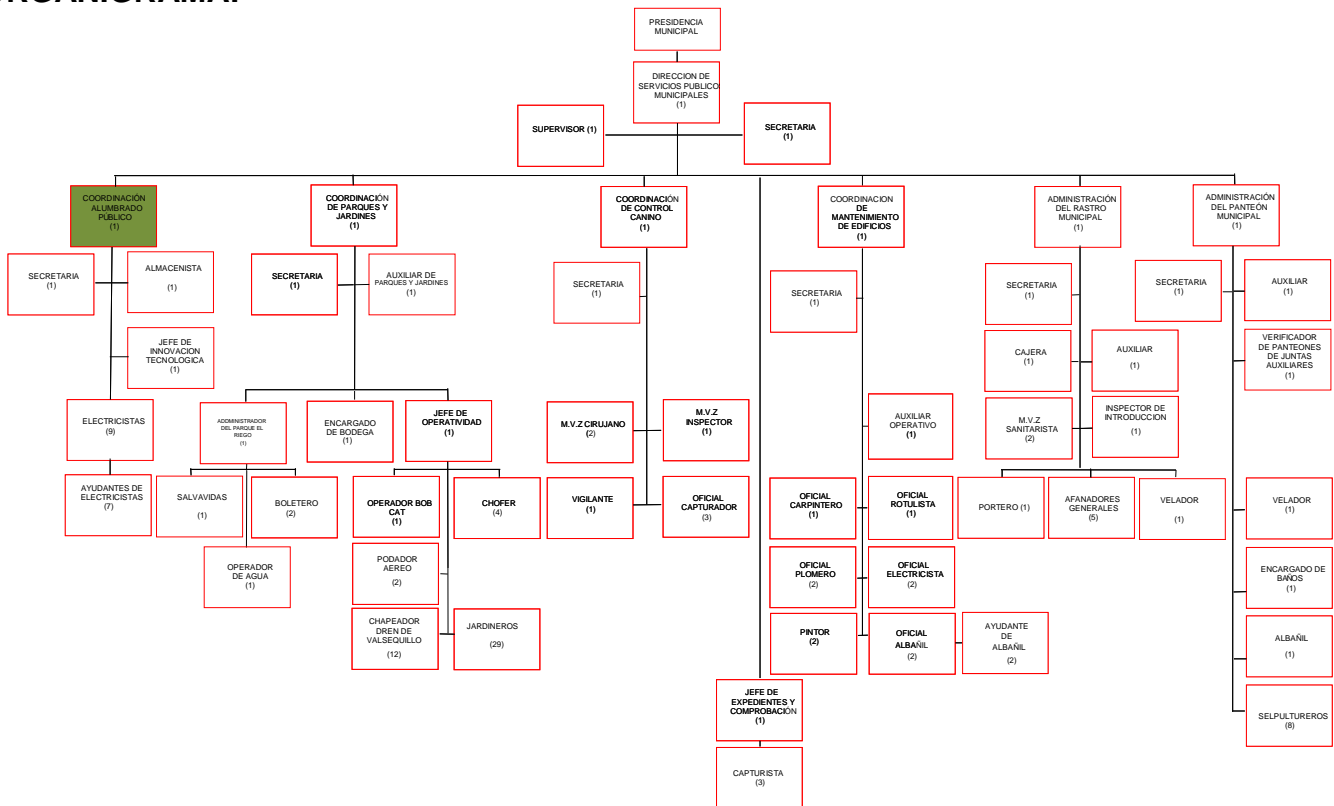 ORGANIGRAMA:
PRESIDENCIA
MUNICIPAL
DIRECCION DE
SERVICIOS PUBLICO
MUNICIPALES
(1)
SUPERVISOR (1)
SECRETARIA
(1)
COORDINACIÓN
ALUMBRADO
PÚBLICO
(1)
COORDINACIÓN
DE PARQUES Y
JARDINES
(1)
COORDINACIÓN
DE CONTROL
CANINO
(1)
COORDINACION
DE
MANTENIMIENTO
DE EDIFICIOS
(1)
ADMINISTRACIÓN
DEL RASTRO
MUNICIPAL
(1)
ADMINISTRACIÓN
DEL PANTEÓN
MUNICIPAL
(1)
SECRETARIA
(1)
ALMACENISTA
(1)
SECRETARIA
(1)
AUXILIAR DE
PARQUES Y JARDINES
(1)
SECRETARIA
(1)
SECRETARIA
(1)
SECRETARIA
(1)
SECRETARIA
(1)
AUXILIAR
(1)
JEFE DE
INNOVACION
TECNOLOGICA
(1)
CAJERA
(1)
AUXILIAR
(1)
VERIFICADOR
DE PANTEONES
DE JUNTAS
AUXILIARES
(1)
ELECTRICISTAS
(9)
ADDMINISTRADOR
DEL PARQUE EL
RIEGO
(1)
ENCARGADO
DE BODEGA
(1)
JEFE DE
OPERATIVIDAD
(1)
M.V.Z CIRUJANO
(2)
M.V.Z
INSPECTOR
(1)
AUXILIAR
OPERATIVO
(1)
M.V.Z
SANITARISTA
(2)
INSPECTOR DE
INTRODUCCION
(1)
AYUDANTES DE
ELECTRICISTAS
(7)
SALVAVIDAS
(1)
BOLETERO
(2)
OPERADOR BOB
CAT
(1)
CHOFER
(4)
VIGILANTE
(1)
OFICIAL
CAPTURADOR
(3)
OFICIAL
CARPINTERO
(1)
OFICIAL
ROTULISTA
(1)
PORTERO (1)
AFANADORES
GENERALES
(5)
VELADOR
(1)
VELADOR
(1)
OPERADOR
DE AGUA
(1)
PODADOR
AEREO
(2)
OFICIAL
PLOMERO
(2)
OFICIAL
ELECTRICISTA
(2)
ENCARGADO DE
BAÑOS
(1)
CHAPEADOR
DREN DE
VALSEQUILLO
(12)
JARDINEROS
(29)
PINTOR
(2)
OFICIAL
ALBAÑIL
(2)
AYUDANTE
DE
ALBAÑIL
(2)
ALBAÑIL
(1)
JEFE DE
EXPEDIENTES Y
COMPROBACIÓN
(1)
SELPULTUREROS
(8)
CAPTURISTA
(3)